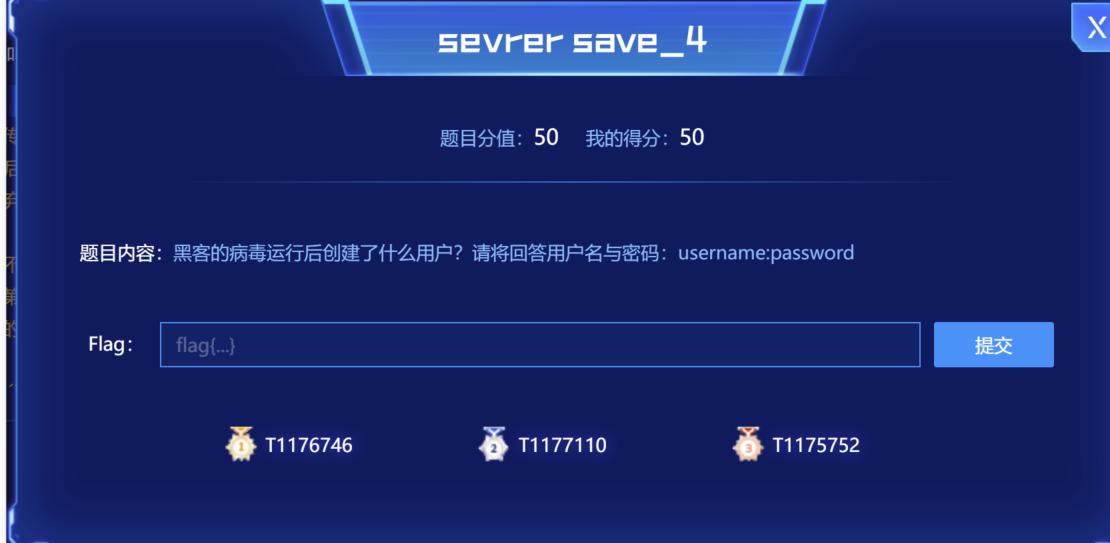 sevrer save_4
X
题目分值：50 我的得分：50
题目内容：黑客的病毒运行后创建了什么用户？请将回答用户名与密码：username:password
Flag： flag{...} 提交
1 T1176746 2 T1177110 3 T1175752